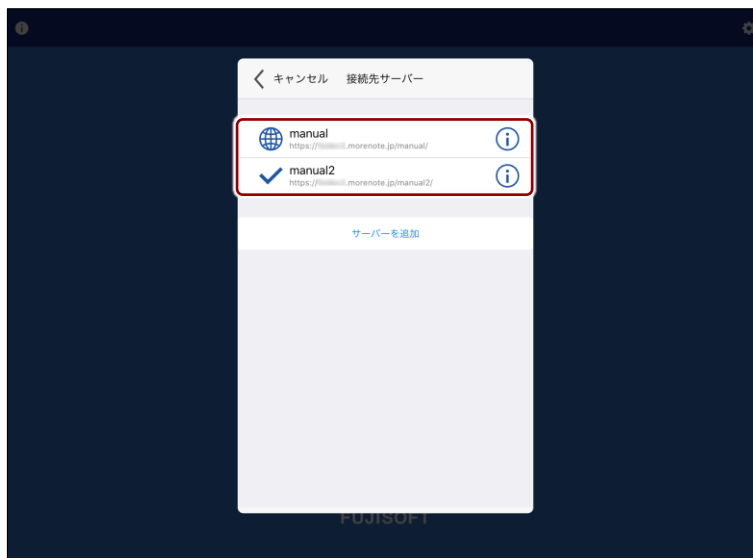 キャンセル 接続先サーバー
manual
https:// .morenote.jp/manual/
manual2
https:// .morenote.jp/manual2/
サーバーを追加
FUJISOFT